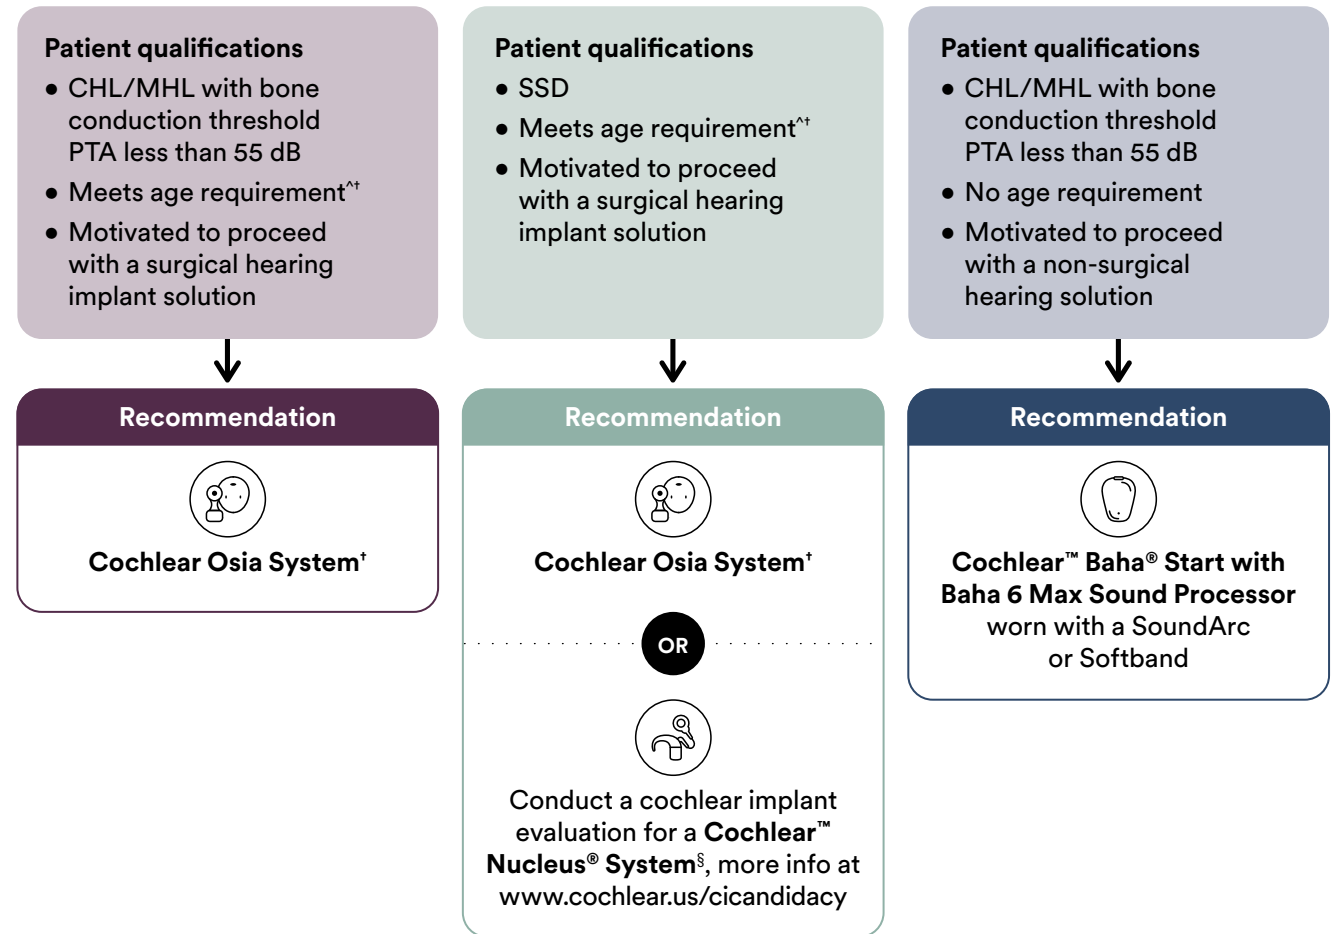 Patient qualifications
• CHL/MHL with bone
conduction threshold
PTA less than 55 dB
• Meets age requirement^†
• Motivated to proceed
with a surgical hearing
implant solution
Recommendation
Cochlear Osia System†
Patient qualifications
• SSD
• Meets age requirement^†
• Motivated to proceed
with a surgical hearing
implant solution
Recommendation
Cochlear Osia System†
OR
Conduct a cochlear implant
evaluation for a Cochlear™
Nucleus® System§, more info at
www.cochlear.us/cicandidacy
Patient qualifications
• CHL/MHL with bone
conduction threshold
PTA less than 55 dB
• No age requirement
• Motivated to proceed
with a non-surgical
hearing solution
Recommendation
Cochlear™ Baha® Start with
Baha 6 Max Sound Processor
worn with a SoundArc
or Softband